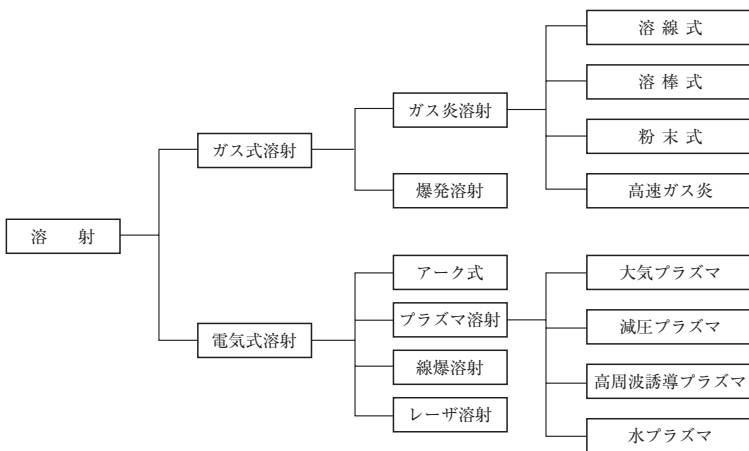 溶線式
溶棒式
ガス炎溶射
粉末式
ガス式溶射
爆発溶射
高速ガス炎
溶射
アーク式
大気プラズマ
プラズマ溶射
減圧プラズマ
電気式溶射
線爆溶射
高周波誘導プラズマ
レーザ溶射
水プラズマ